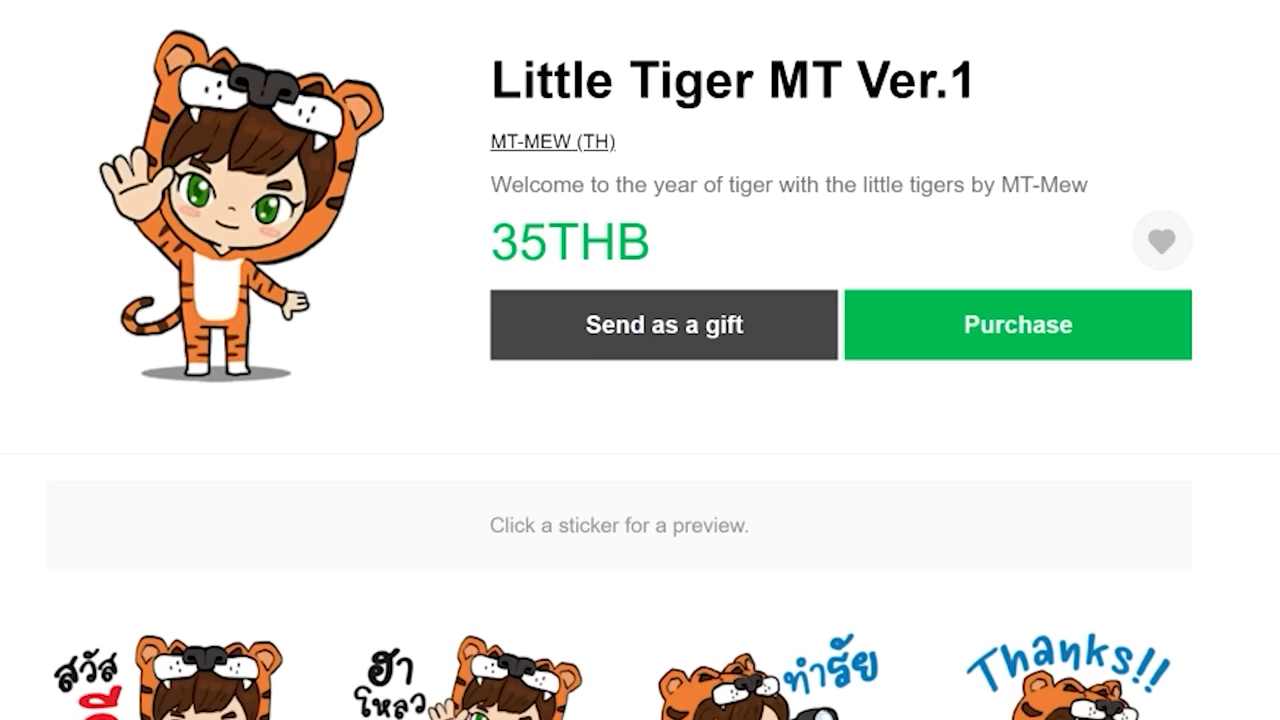 Little Tiger MT Ver.1
MT-MEW (TH)
Welcome to the year of tiger with the little tigers by MT-Mew
35THB
Send as a gift
Purchase
Click a sticker for a preview.
สวัส
ฮา
โหลว
ทำรัย
Thanks!!